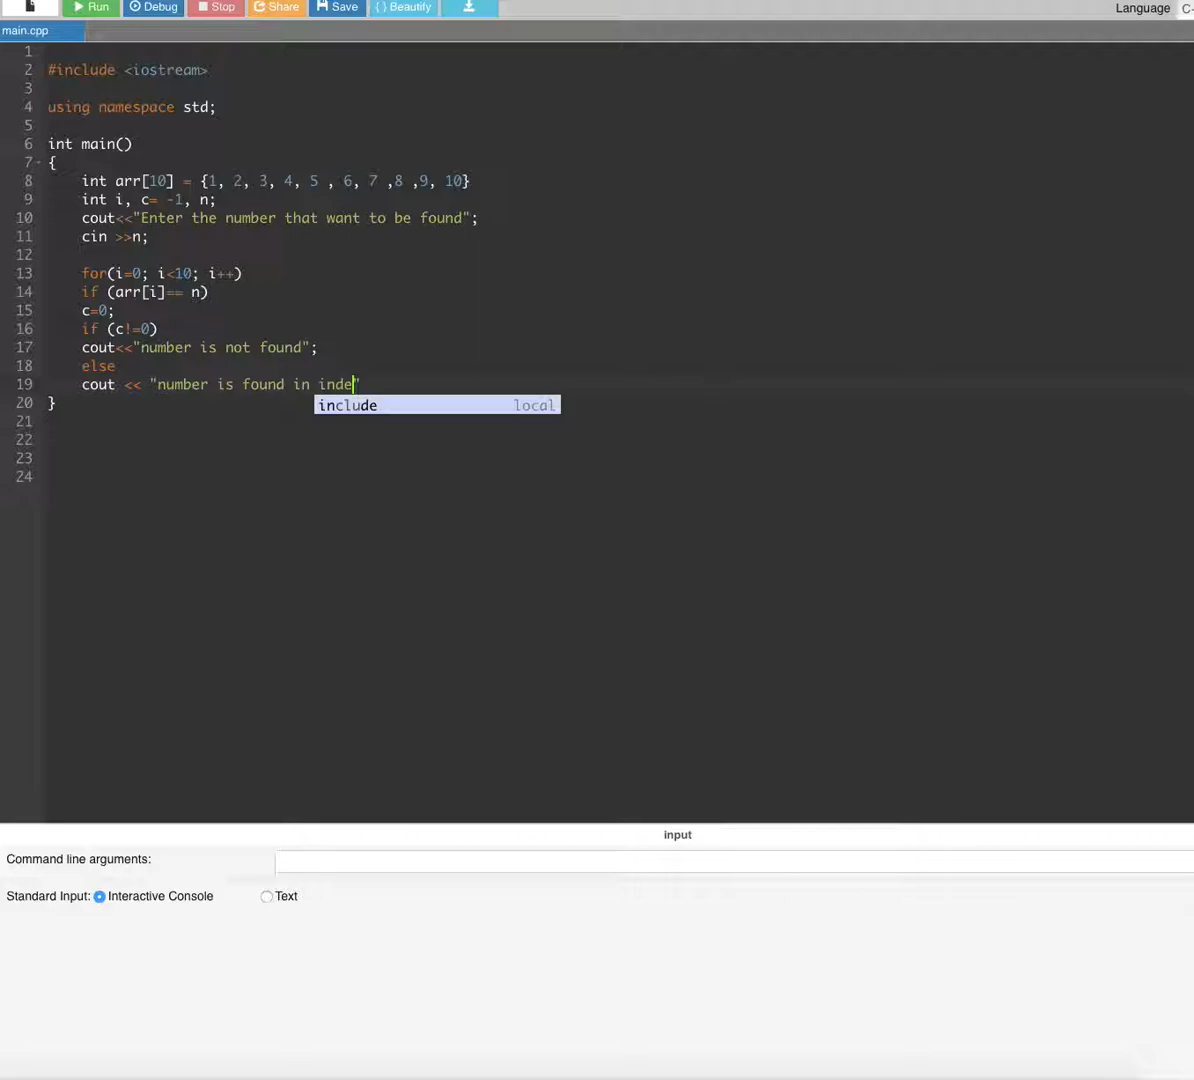 Run Debug Stop Share Save { } Beautify Language C
main.cpp
1
2 #include <iostream>
3
4 using namespace std;
5
6 int main()
7 {
8 int arr[10] = {1, 2, 3, 4, 5 , 6, 7 ,8 ,9, 10}
9 int i, c= -1, n;
10 cout<<"Enter the number that want to be found";
11 cin >>n;
12
13 for(i=0; i<10; i++)
14 if (arr[i]== n)
15 c=0;
16 if (c!=0)
17 cout<<"number is not found";
18 else
19 cout << "number is found in inde"
20 }
include local
21
22
23
24
input
Command line arguments:
Standard Input: Interactive Console Text